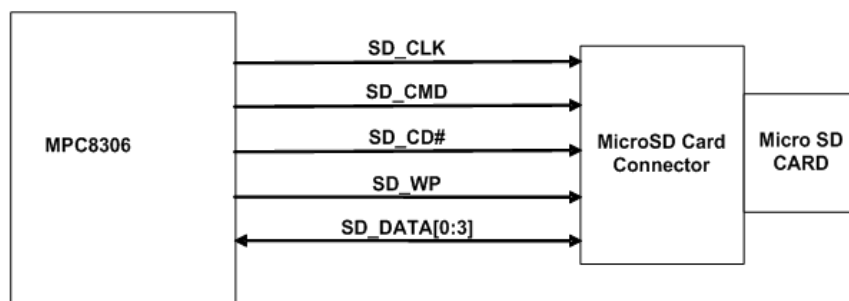 SD_CLK
SD_CMD
MPC8306
SD_CD#
MicroSD Card
Connector
Micro SD
CARD
SD_WP
SD_DATA[0:3]